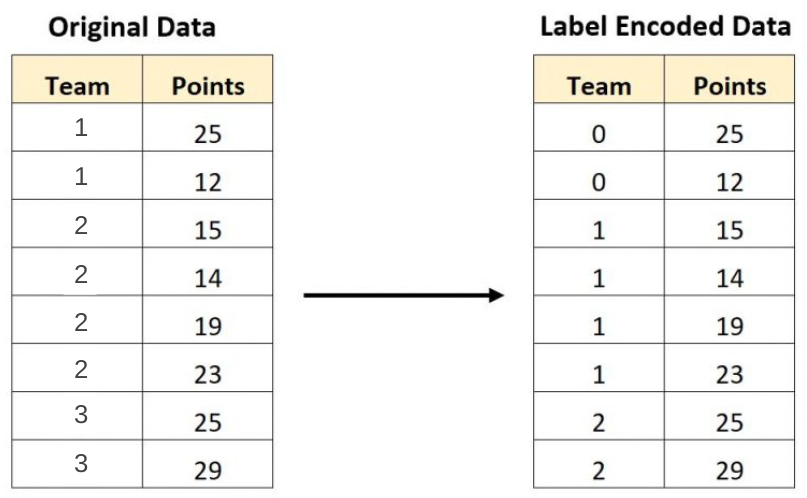 Original Data Label Encoded Data
Team Points Team Points
1 25 0 25
1 12 0 12
2 15 1 15
2 14 1 14
2 19 1 19
2 23 1 23
3 25 2 25
3 29 2 29